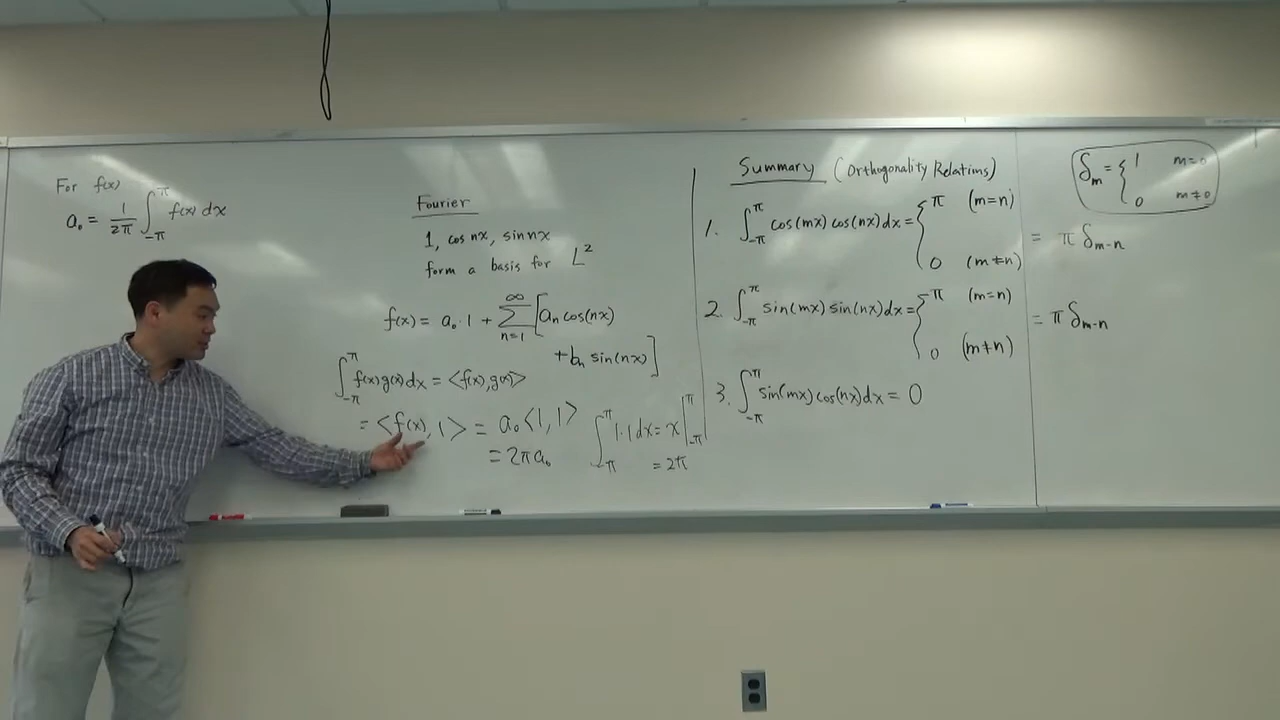 For f(x)
a₀ = 1/2π ∫_{-π}^{π} f(x) dx
Fourier
1, cos nx, sin nx
form a basis for L²
f(x) = a₀·1 + ∑_{n=1}^{∞} [aₙ cos(nx)
+ bₙ sin(nx)]
∫_{-π}^{π} f(x)g(x)dx = <f(x), g(x)>
= <f(x), 1> = a₀<1, 1>
= 2πa₀
∫_{-π}^{π} 1·1 dx = x |_{-π}^{π}
= 2π
Summary (Orthogonality Relations)
1. ∫_{-π}^{π} cos(mx) cos(nx)dx = { π (m=n)
0 (m≠n)
= π δ_{m-n}
2. ∫_{-π}^{π} sin(mx) sin(nx)dx = { π (m=n)
0 (m≠n)
= π δ_{m-n}
3. ∫_{-π}^{π} sin(mx) cos(nx)dx = 0
δₘ = { 1 m=0
0 m≠0